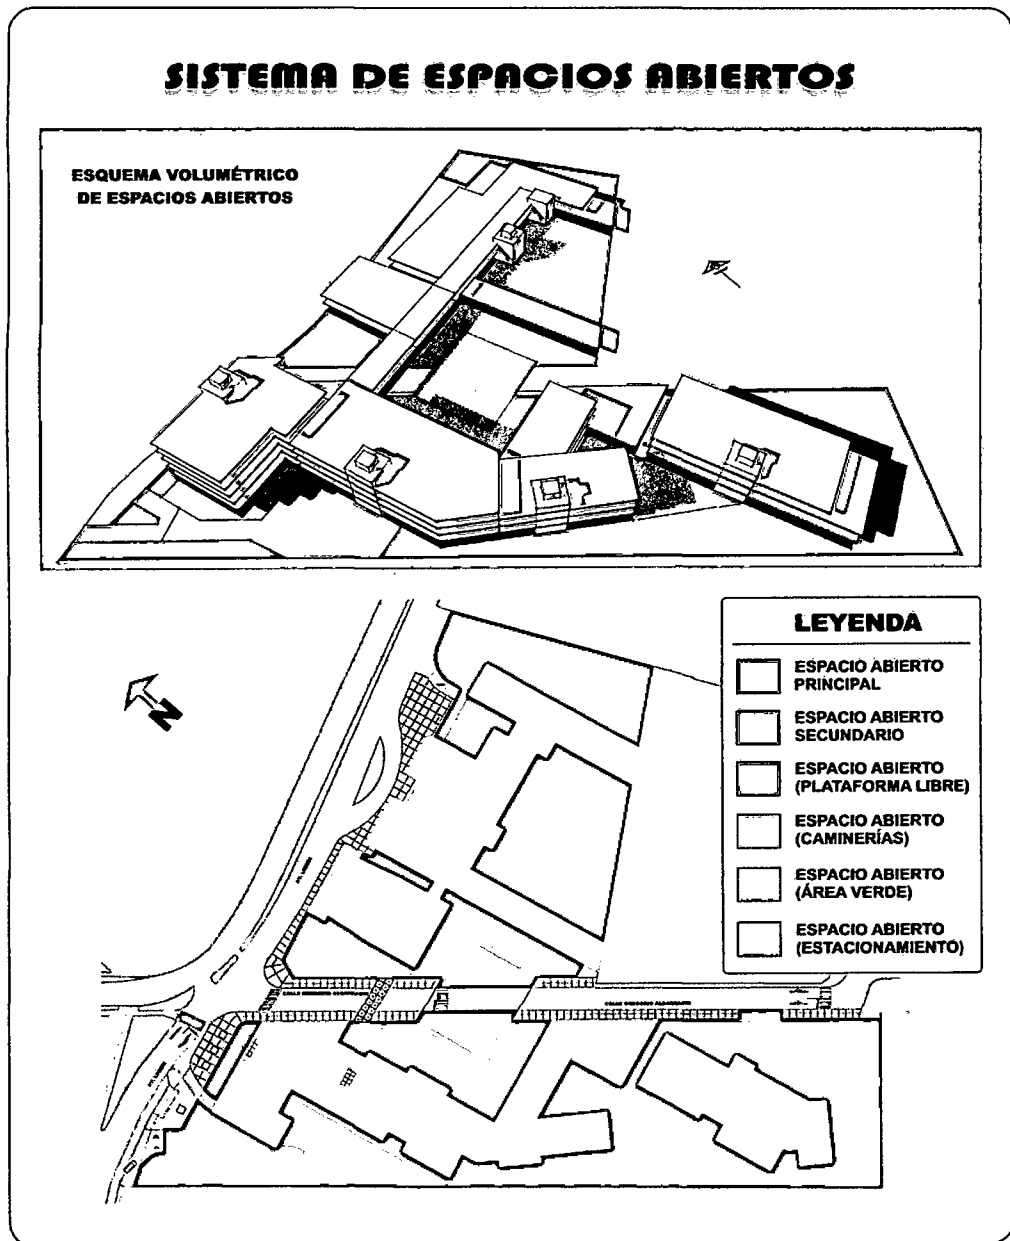 SISTEMA DE ESPACIOS ABIERTOS
ESQUEMA VOLUMÉTRICO
DE ESPACIOS ABIERTOS
N
LEYENDA
ESPACIO ABIERTO
PRINCIPAL
ESPACIO ABIERTO
SECUNDARIO
ESPACIO ABIERTO
(PLATAFORMA LIBRE)
ESPACIO ABIERTO
(CAMINERÍAS)
ESPACIO ABIERTO
(ÁREA VERDE)
ESPACIO ABIERTO
(ESTACIONAMIENTO)